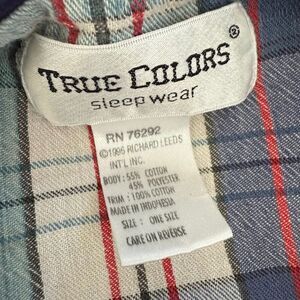 TRUE COLORS ®
sleepwear
RN 76292
©1996 RICHARD LEEDS
INT'L INC.
BODY: 55% COTTON
45% POLYESTER
TRIM: 100% COTTON
MADE IN INDONESIA
SIZE: ONE SIZE
CARE ON REVERSE